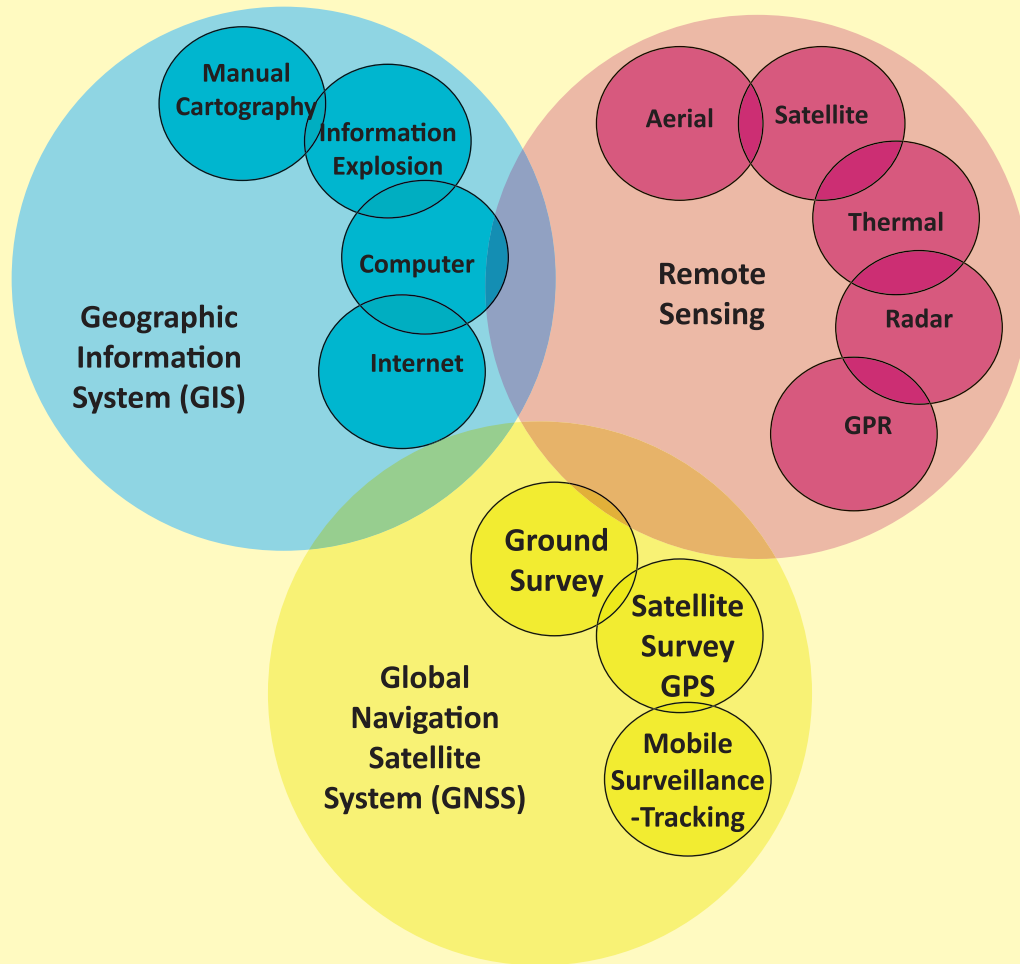 Manual
Cartography
Information
Explosion
Computer
Internet
Geographic
Information
System (GIS)
Aerial
Satellite
Thermal
Radar
GPR
Remote
Sensing
Ground
Survey
Satellite
Survey
GPS
Mobile
Surveillance
-Tracking
Global
Navigation
Satellite
System (GNSS)